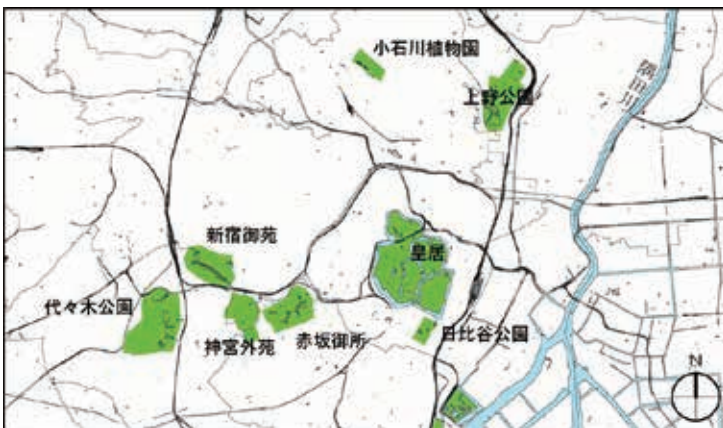 小石川植物園
上野公園
隅田川
新宿御苑
皇居
代々木公園
神宮外苑
赤坂御所
日比谷公園
N